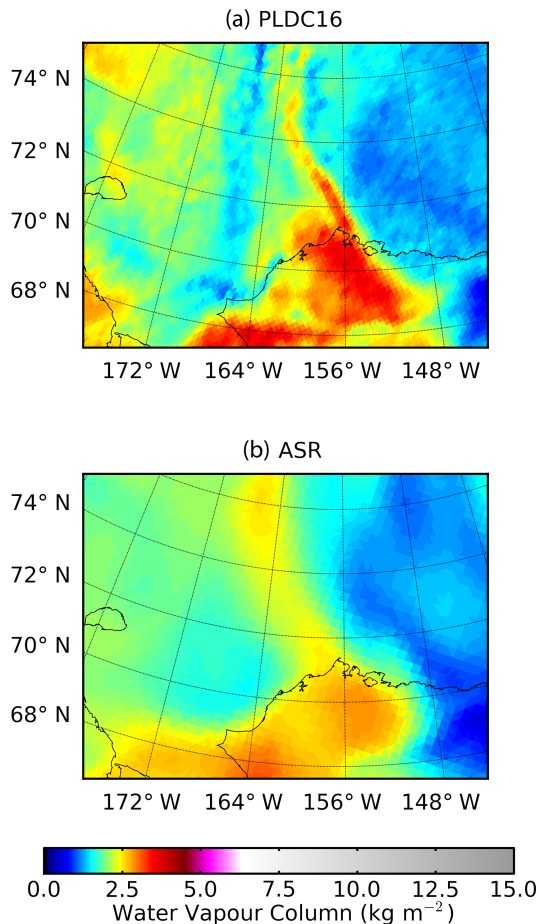 (a) PLDC16
74° N
72° N
70° N
68° N
172° W 164° W 156° W 148° W
(b) ASR
74° N
72° N
70° N
68° N
172° W 164° W 156° W 148° W
0.0 2.5 5.0 7.5 10.0 12.5 15.0
Water Vapour Column (kg m⁻²)